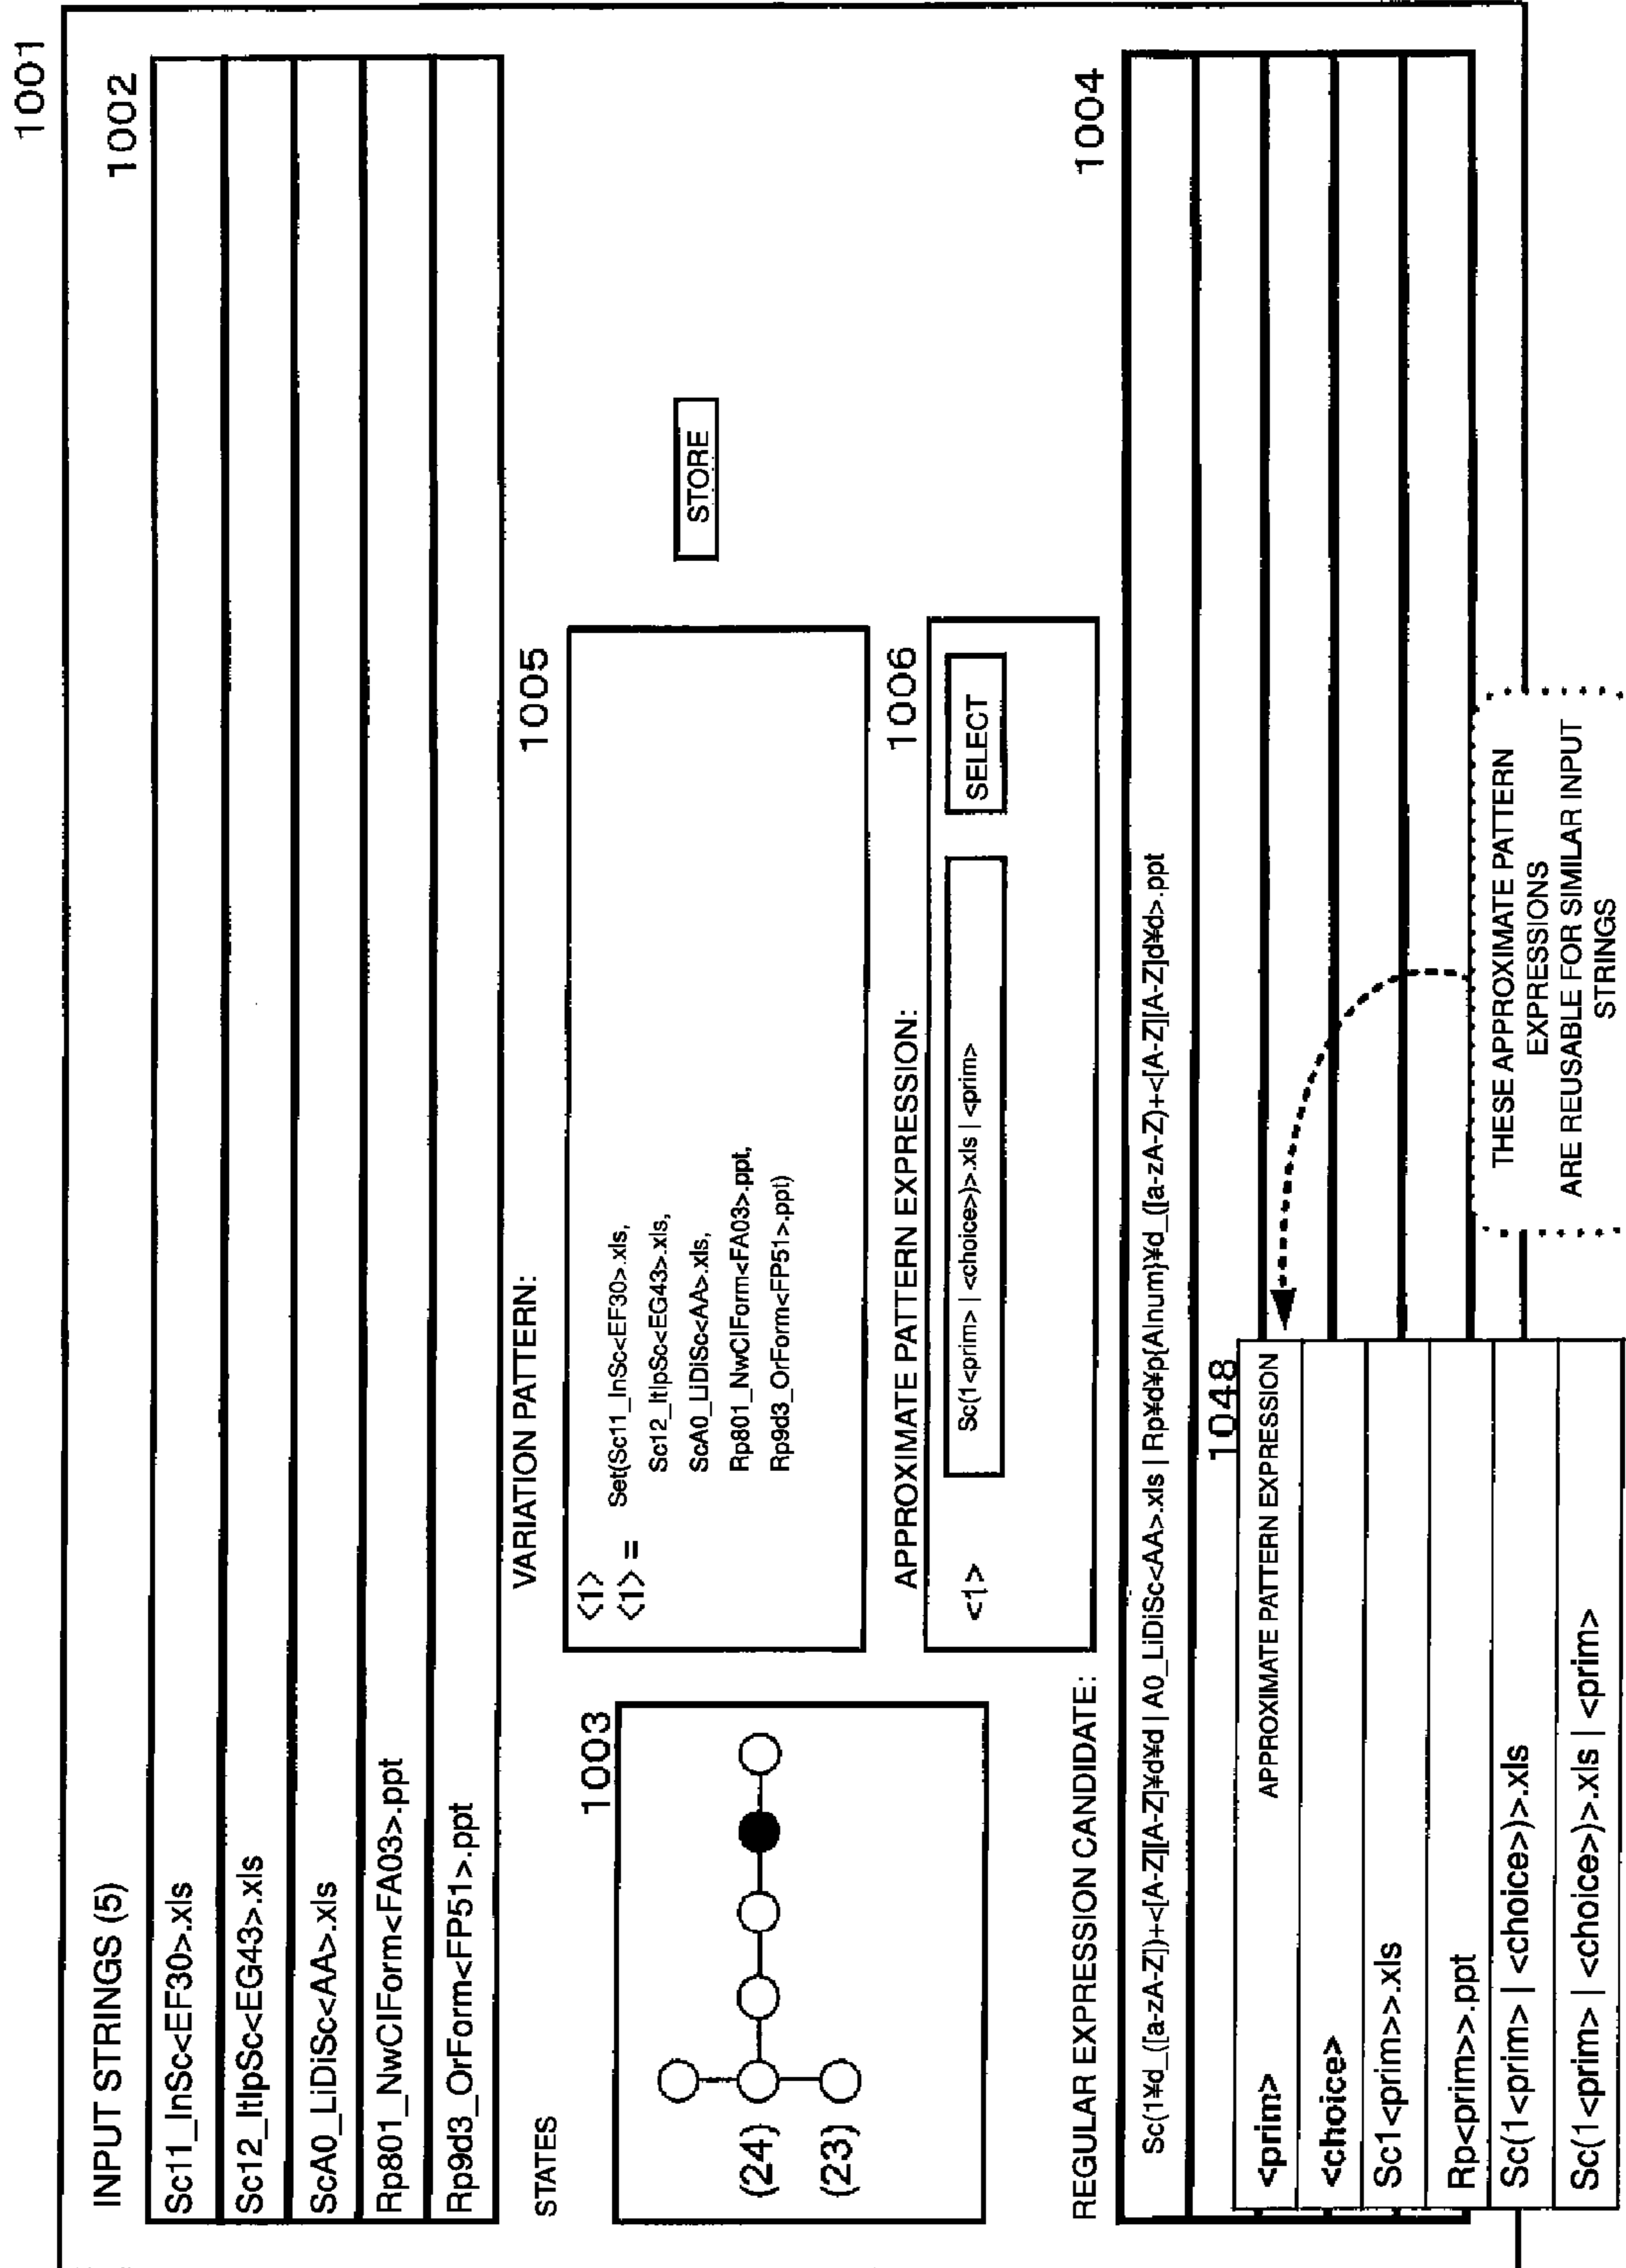 1001
INPUT STRINGS (5)
1002
Sc11_InSc<EF30>.xls
Sc12_ItIpSc<EG43>.xls
ScA0_LiDiSc<AA>.xls
Rp801_NwClForm<FA03>.ppt
Rp9d3_OrForm<FP51>.ppt
STATES
1003
(24)
(23)
VARIATION PATTERN:
1005
<1>
<1> = Set(Sc11_InSc<EF30>.xls,
Sc12_ItIpSc<EG43>.xls,
ScA0_LiDiSc<AA>.xls,
Rp801_NwClForm<FA03>.ppt,
Rp9d3_OrForm<FP51>.ppt)
STORE
APPROXIMATE PATTERN EXPRESSION:
1006
<1> Sc(1<prim> | <choice>)>.xls | <prim> SELECT
REGULAR EXPRESSION CANDIDATE:
1004
Sc(1¥d_([a-zA-Z])+<[A-Z][A-Z]¥d¥d | A0_LiDiSc<AA>.xls | Rp¥d¥p{Alnum}¥d_([a-zA-Z)+<[A-Z][A-Z]d¥d>.ppt
1048
<prim> APPROXIMATE PATTERN EXPRESSION
<choice>
Sc1<prim>>.xls
Rp<prim>>.ppt
Sc(1<prim> | <choice>)>.xls
Sc(1<prim> | <choice>)>.xls | <prim>
THESE APPROXIMATE PATTERN
EXPRESSIONS
ARE REUSABLE FOR SIMILAR INPUT
STRINGS